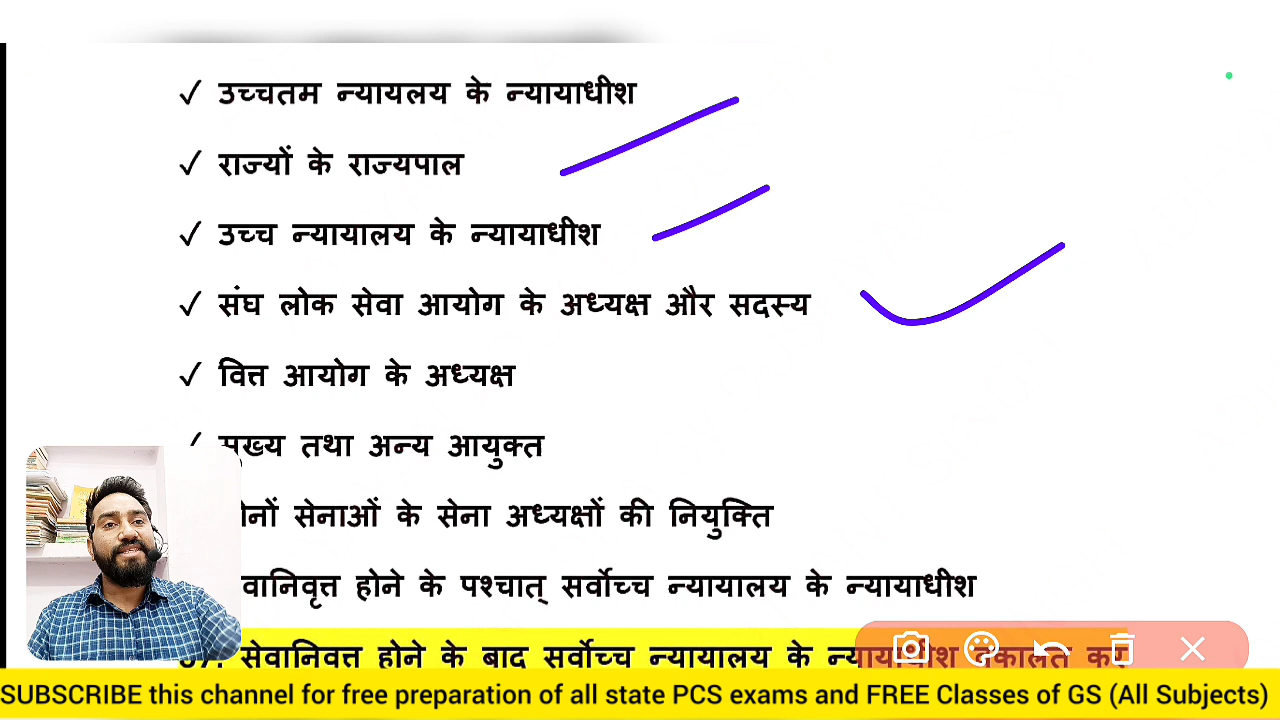 ✓ उच्चतम न्यायलय के न्यायाधीश
✓ राज्यों के राज्यपाल
✓ उच्च न्यायालय के न्यायाधीश
✓ संघ लोक सेवा आयोग के अध्यक्ष और सदस्य
✓ वित्त आयोग के अध्यक्ष
✓ मुख्य तथा अन्य आयुक्त
सेनाओं के सेना अध्यक्षों की नियुक्ति
होने के पश्चात् सर्वोच्च न्यायालय के न्यायाधीश
सेवानिवृत्त होने के बाद सर्वोच्च न्यायालय के न्यायाधीश
SUBSCRIBE this channel for free preparation of all state PCS exams and FREE Classes of GS (All Subjects)